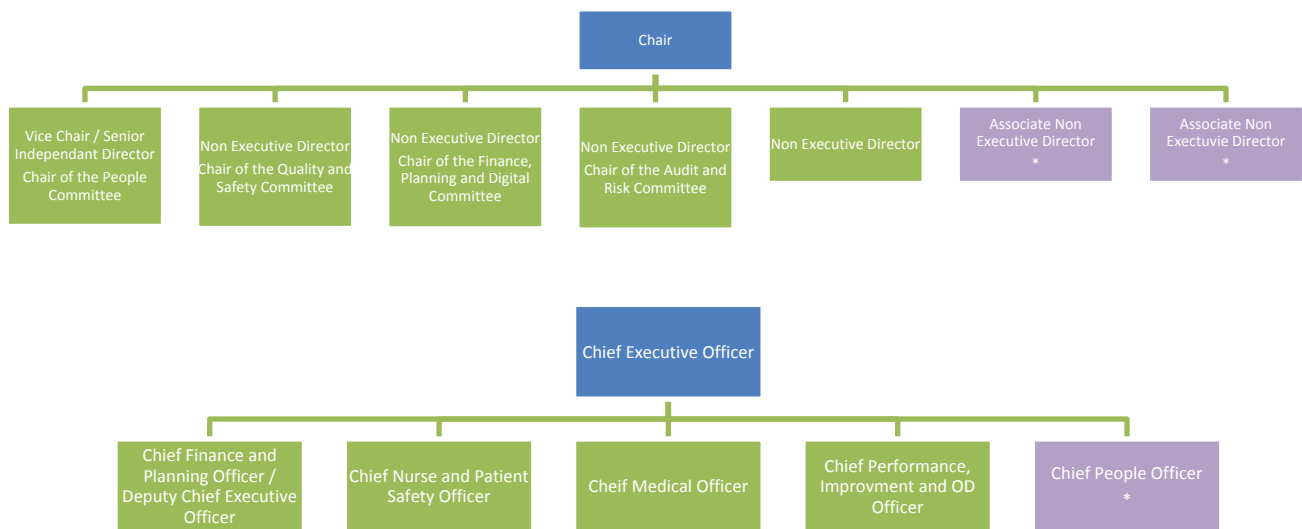 Chair
Vice Chair / Senior
Independant Director
Chair of the People
Committee
Non Executive Director
Chair of the Quality and
Safety Committee
Non Executive Director
Chair of the Finance,
Planning and Digital
Committee
Non Executive Director
Chair of the Audit and
Risk Committee
Non Executive Director
Associate Non
Executive Director
*
Associate Non
Exectuvie Director
*
Chief Executive Officer
Chief Finance and
Planning Officer /
Deputy Chief Executive
Officer
Chief Nurse and Patient
Safety Officer
Cheif Medical Officer
Chief Performance,
Improvment and OD
Officer
Chief People Officer
*